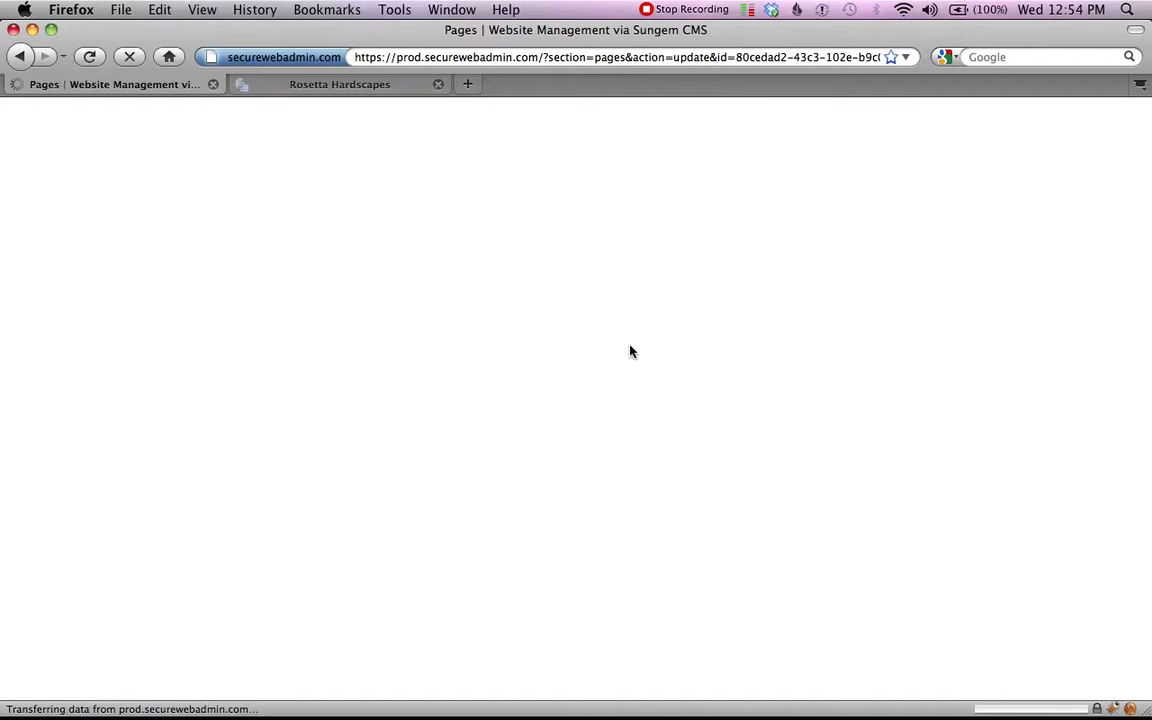 Firefox File Edit View History Bookmarks Tools Window Help Stop Recording (100%) Wed 12:54 PM
Pages | Website Management via Sungem CMS
securewebadmin.com https://prod.securewebadmin.com/?section=pages&action=update&id=80cedad2-43c3-102e-b9c( Google
Pages | Website Management vi... Rosetta Hardscapes
Transferring data from prod.securewebadmin.com...